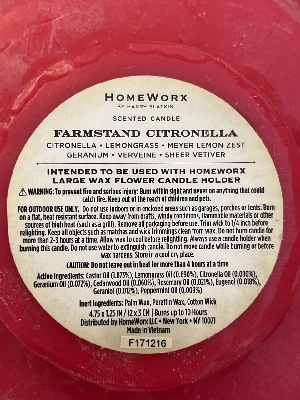 HOMEWORX
BY HARRY SLATKIN
SCENTED CANDLE
FARMSTAND CITRONELLA
CITRONELLA • LEMONGRASS • MEYER LEMON ZEST
GERANIUM • VERVEINE • SHEER VETIVER
INTENDED TO BE USED WITH HOMEWORX
LARGE WAX FLOWER CANDLE HOLDER
⚠ WARNING: To prevent fire and serious injury: Burn within sight and never on anything that could
catch fire. Keep out of the reach of children and pets.
FOR OUTDOOR USE ONLY. Do not use indoors or in enclosed areas such as garages, porches or tents. Burn
on a flat, heat resistant surface. Keep away from drafts, windy conditions, flammable materials or other
sources of high heat (such as a grill). Remove all packaging before use. Trim wick to 1/4 inch before
relighting. Keep all objects such as matches and wick trimmings clean from wax. Do not burn candle for
more than 2-3 hours at a time. Allow wax to cool before relighting. Always use a candle holder when
burning this candle. Do not use water to extinguish candle. Do not move candle while burning or before
wax hardens. Store in a cool dry place.
CAUTION: Do not leave out in heat for more than 4 hours at a time
Active Ingredients: Castor Oil (1.875%), Lemongrass Oil (0.690%), Citronella Oil (0.090%),
Geranium Oil (0.072%), Cedarwood Oil (0.060%), Rosemary Oil (0.021%), Eugenol (0.018%),
Geraniol (0.012%), Peppermint Oil (0.003%)
Inert Ingredients: Palm Wax, Paraffin Wax, Cotton Wick
4.75 x 1.25 IN / 12 x 3 CM | Burns up to 10 Hours
Distributed by HomeWorx LLC • New York • NY 10021
Made in Vietnam
F171216